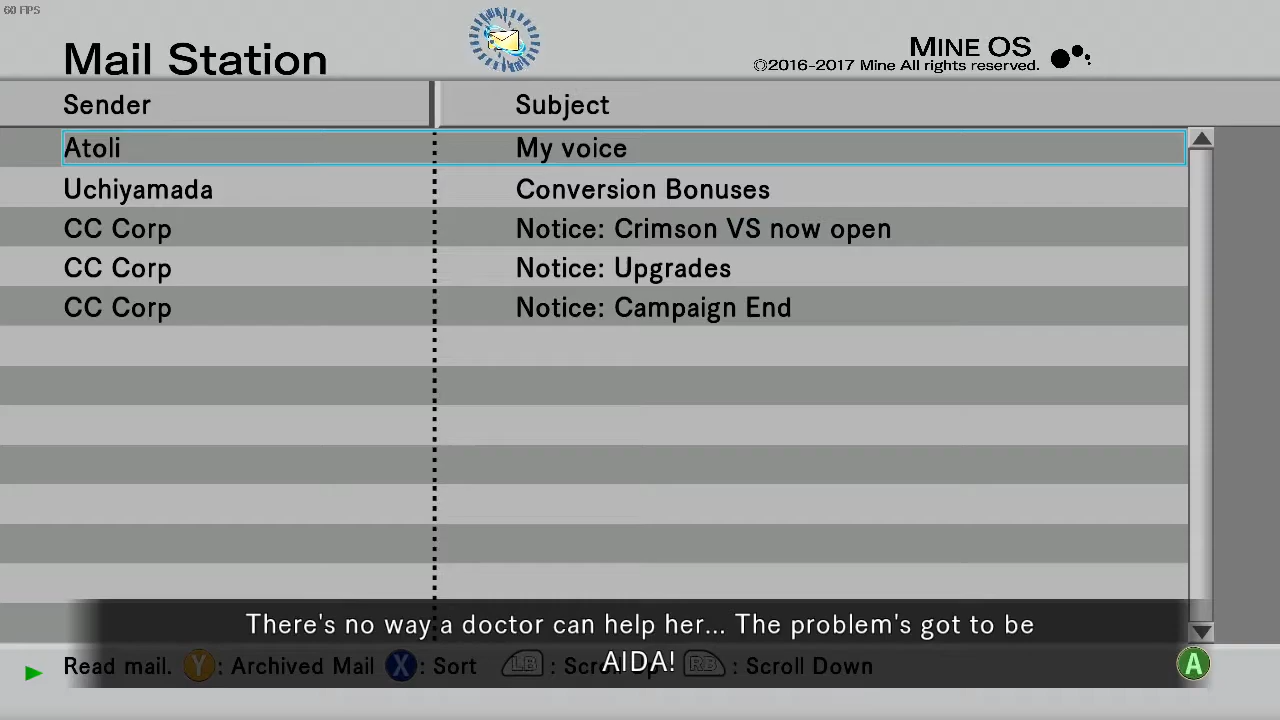 60 FPS
Mail Station
MINE OS
©2016-2017 Mine All rights reserved.
Sender Subject
Atoli My voice
Uchiyamada Conversion Bonuses
CC Corp Notice: Crimson VS now open
CC Corp Notice: Upgrades
CC Corp Notice: Campaign End
There's no way a doctor can help her... The problem's got to be
AIDA!
Read mail. Y: Archived Mail X: Sort LB: Scroll Up RB: Scroll Down A